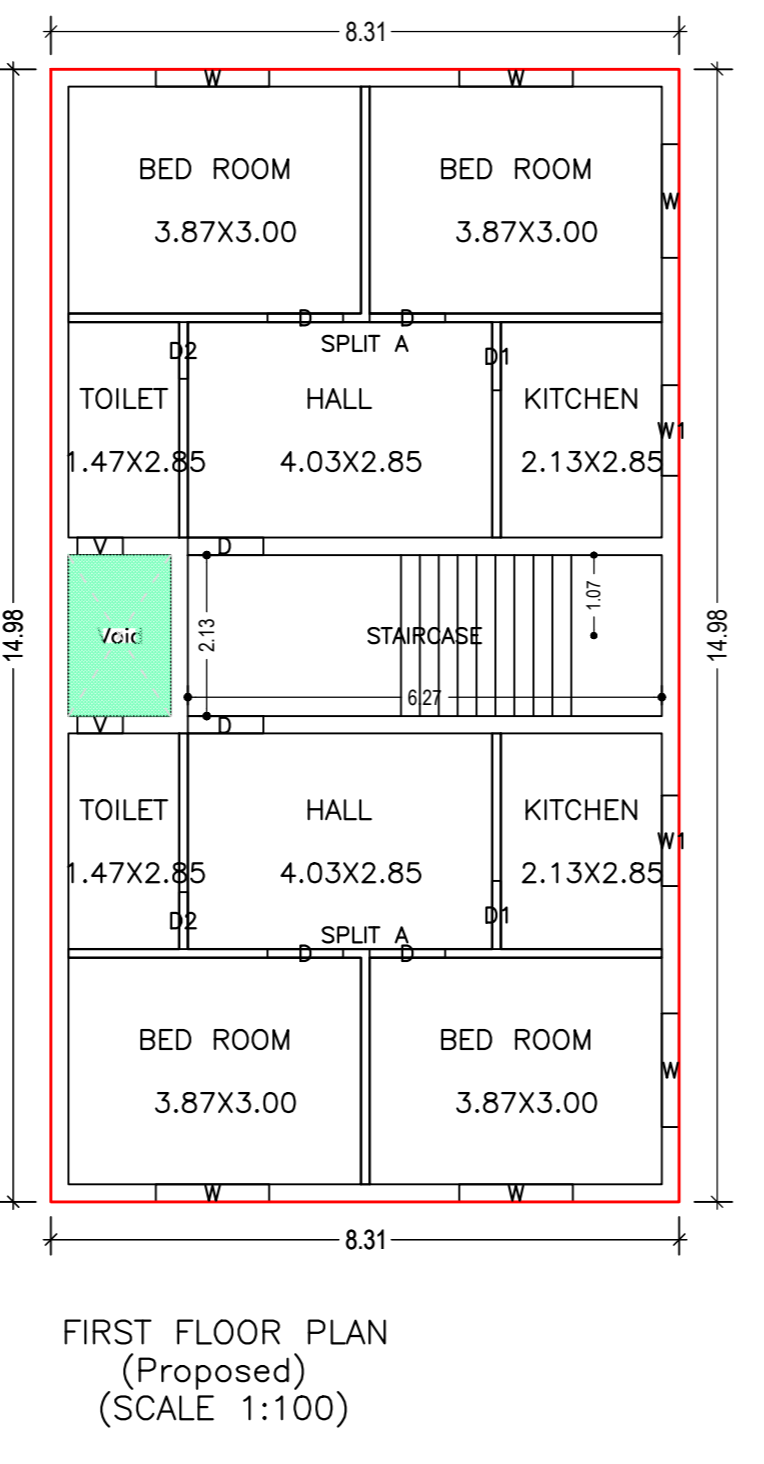 8.31
W W
BED ROOM BED ROOM
W
3.87X3.00 3.87X3.00
D D
SPLIT A
D2 D1
TOILET HALL KITCHEN
W1
1.47X2.85 4.03X2.85 2.13X2.85
V D
1.07
14.98 Void 2.13 STAIRCASE 14.98
6.27
V D
TOILET HALL KITCHEN
W1
1.47X2.85 4.03X2.85 2.13X2.85
D2 D1
SPLIT A
D D
BED ROOM BED ROOM
W
3.87X3.00 3.87X3.00
W W
8.31
FIRST FLOOR PLAN
(Proposed)
(SCALE 1:100)